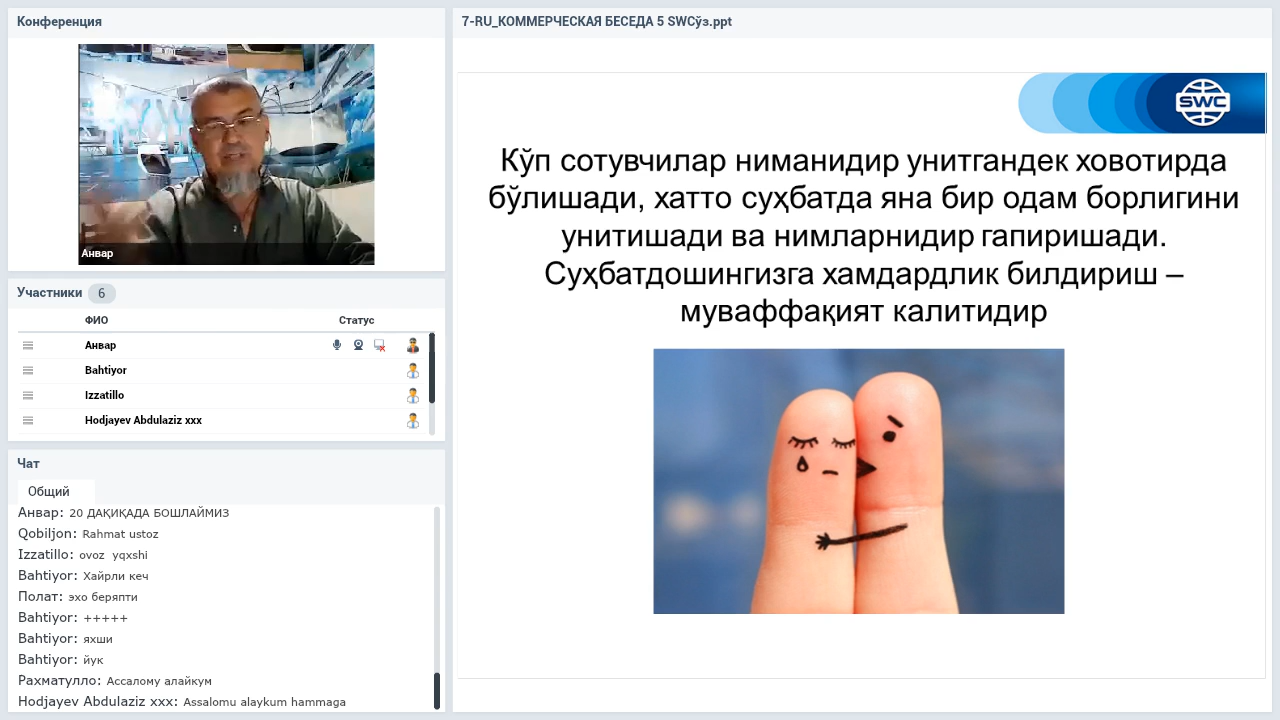 Конференция
Анвар
Участники 6
ФИО Статус
Анвар
Bahtiyor
Izzatillo
Hodjayev Abdulaziz xxx
Чат
Общий
Анвар: 20 ДАҚИҚАДА БОШЛАЙМИЗ
Qobiljon: Rahmat ustoz
Izzatillo: ovoz yqxshi
Bahtiyor: Хайрли кеч
Полат: эхо беряпти
Bahtiyor: +++++
Bahtiyor: яхши
Bahtiyor: йук
Рахматулло: Ассалому алайкум
Hodjayev Abdulaziz xxx: Assalomu alaykum hammaga
7-RU_КОММЕРЧЕСКАЯ БЕСЕДА 5 SWCўз.ppt
SWC
Кўп сотувчилар ниманидир унитгандек ховотирда
бўлишади, хатто суҳбатда яна бир одам борлигини
унитишади ва нимларнидир гапиришади.
Суҳбатдошингизга хамдардлик билдириш –
муваффақият калитидир